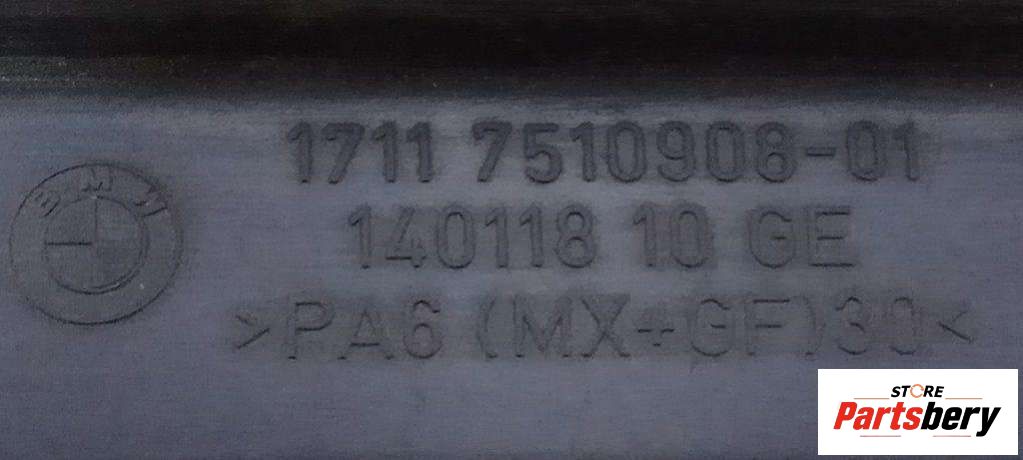 1711 7510908-01
BMW
140118 10 GE
>PA6 (MX+GF)30<
STORE
Partsbery